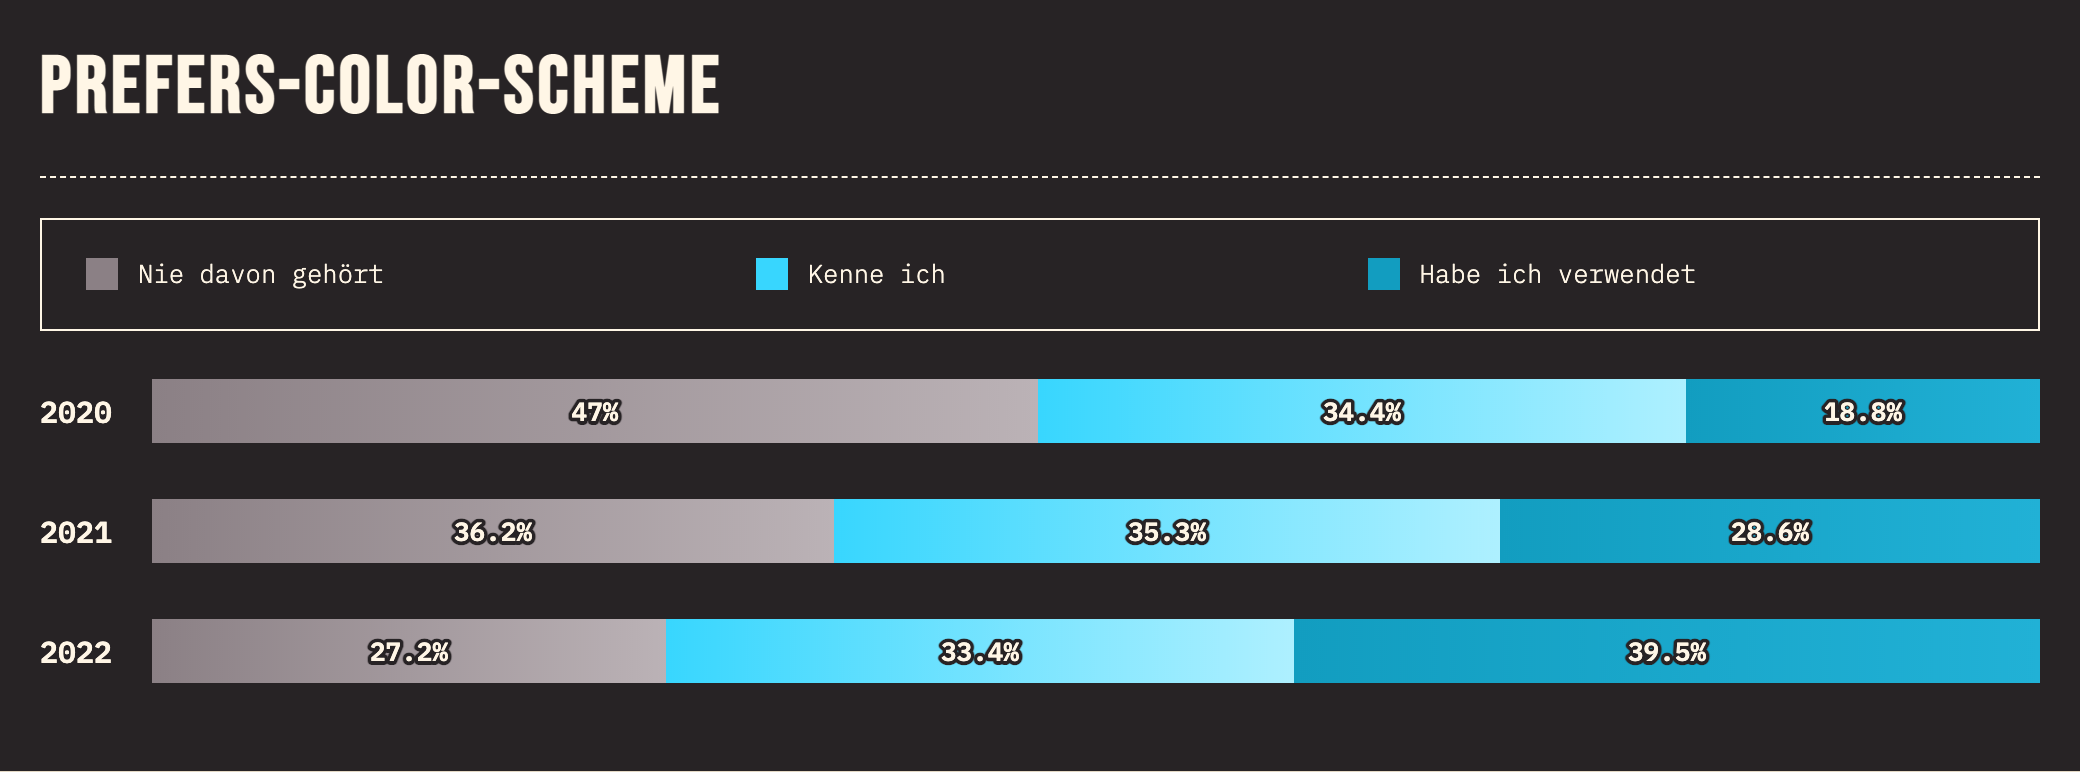 PREFERS-COLOR-SCHEME
Nie davon gehört Kenne ich Habe ich verwendet
2020 47% 34.4% 18.8%
2021 36.2% 35.3% 28.6%
2022 27.2% 33.4% 39.5%